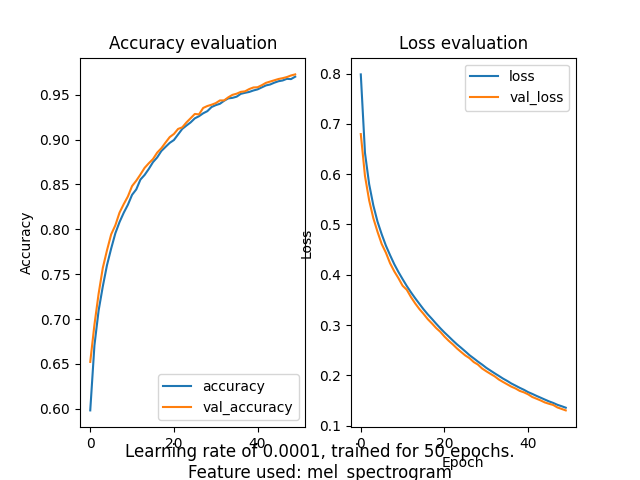 Accuracy evaluation
Accuracy
0.95
0.90
0.85
0.80
0.75
0.70
0.65
0.60
0 20 40
accuracy
val_accuracy
Loss evaluation
Loss
0.8
0.7
0.6
0.5
0.4
0.3
0.2
0.1
0 20 40
loss
val_loss
Epoch
Learning rate of 0.0001, trained for 50 epochs.
Feature used: mel_spectrogram